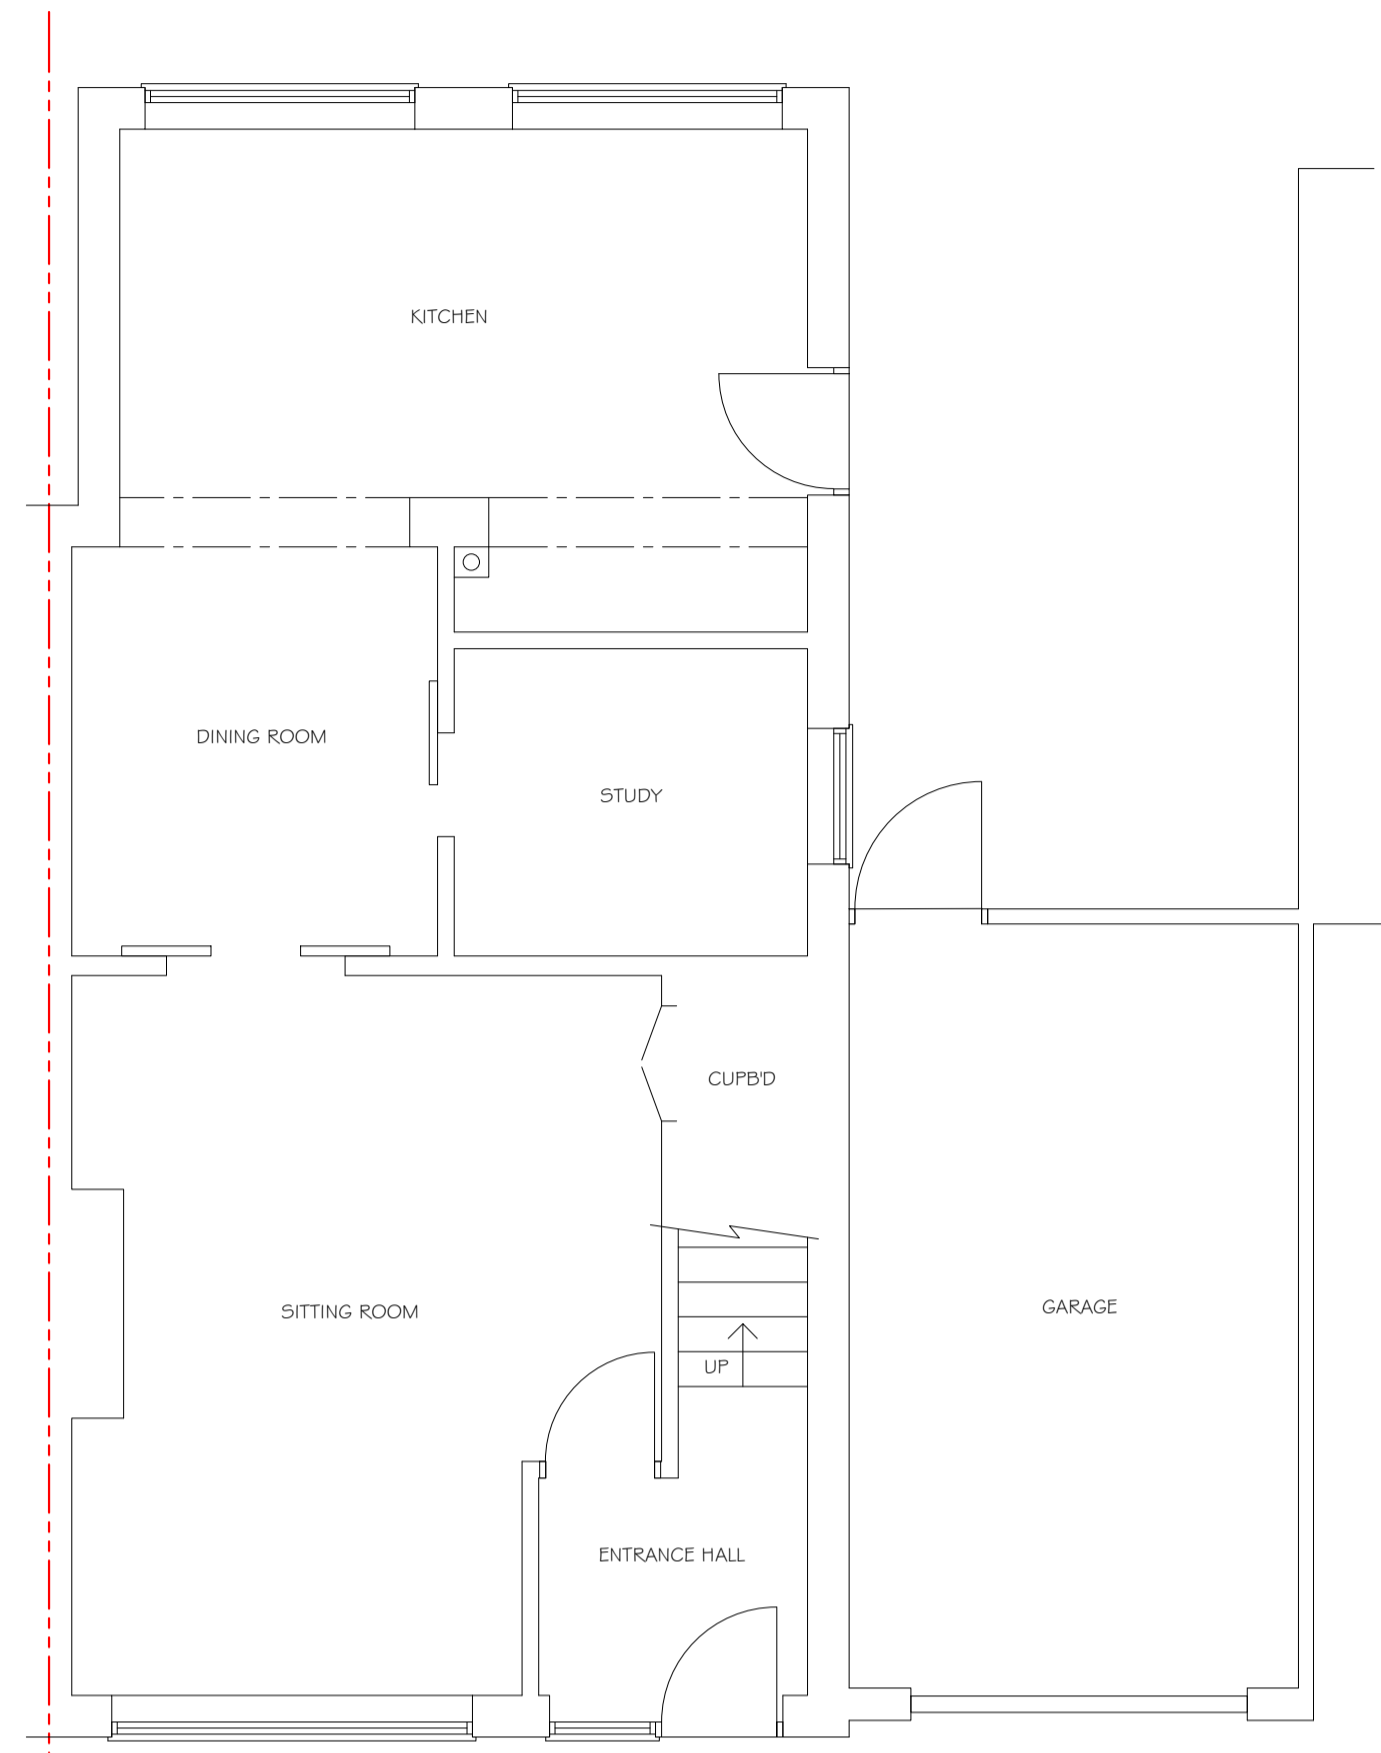 KITCHEN
DINING ROOM
STUDY
CUPB'D
SITTING ROOM
GARAGE
UP
ENTRANCE HALL